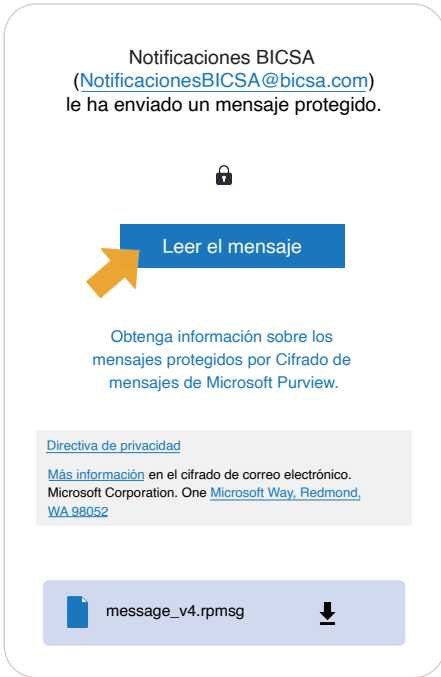 Notificaciones BICSA
(NotificacionesBICSA@bicsa.com)
le ha enviado un mensaje protegido.
Leer el mensaje
Obtenga información sobre los
mensajes protegidos por Cifrado de
mensajes de Microsoft Purview.
Directiva de privacidad
Más información en el cifrado de correo electrónico.
Microsoft Corporation. One Microsoft Way, Redmond,
WA 98052
message_v4.rpmsg